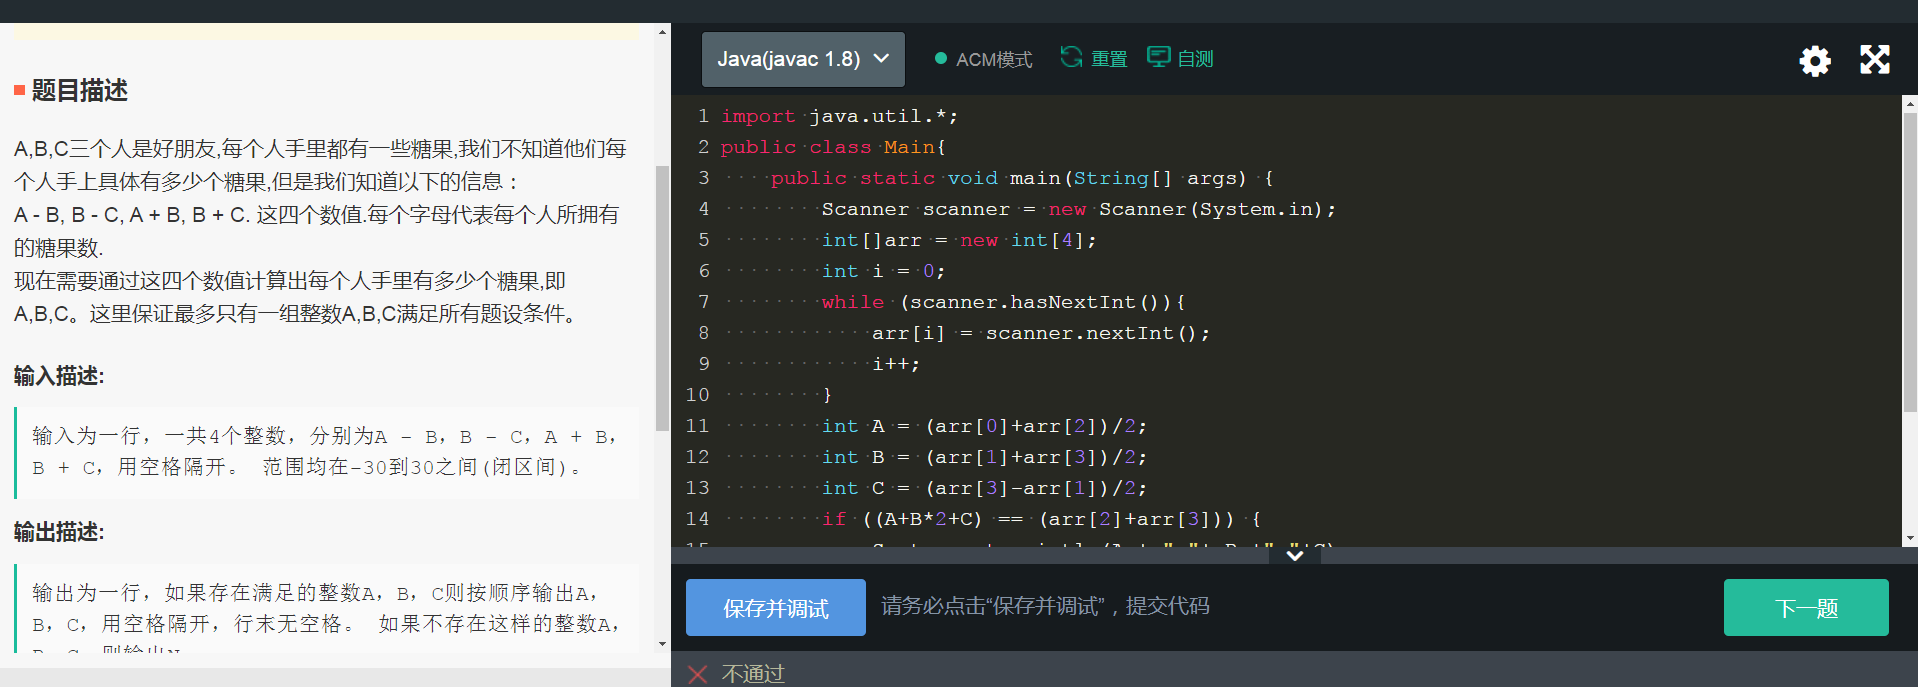 题目描述
A,B,C三个人是好朋友,每个人手里都有一些糖果,我们不知道他们每
个人手上具体有多少个糖果,但是我们知道以下的信息：
A - B, B - C, A + B, B + C. 这四个数值.每个字母代表每个人所拥有
的糖果数.
现在需要通过这四个数值计算出每个人手里有多少个糖果,即
A,B,C。这里保证最多只有一组整数A,B,C满足所有题设条件。
输入描述:
输入为一行，一共4个整数，分别为A - B，B - C，A + B，
B + C，用空格隔开。 范围均在-30到30之间(闭区间)。
输出描述:
输出为一行，如果存在满足的整数A，B，C则按顺序输出A，
B，C，用空格隔开，行末无空格。 如果不存在这样的整数A，
Java(javac 1.8)
ACM模式
重置
自测
1 import java.util.*;
2 public class Main{
3 public static void main(String[] args) {
4 Scanner scanner = new Scanner(System.in);
5 int[]arr = new int[4];
6 int i = 0;
7 while (scanner.hasNextInt()){
8 arr[i] = scanner.nextInt();
9 i++;
10 }
11 int A = (arr[0]+arr[2])/2;
12 int B = (arr[1]+arr[3])/2;
13 int C = (arr[3]-arr[1])/2;
14 if ((A+B*2+C) == (arr[2]+arr[3])) {
保存并调试
请务必点击“保存并调试”，提交代码
下一题
不通过